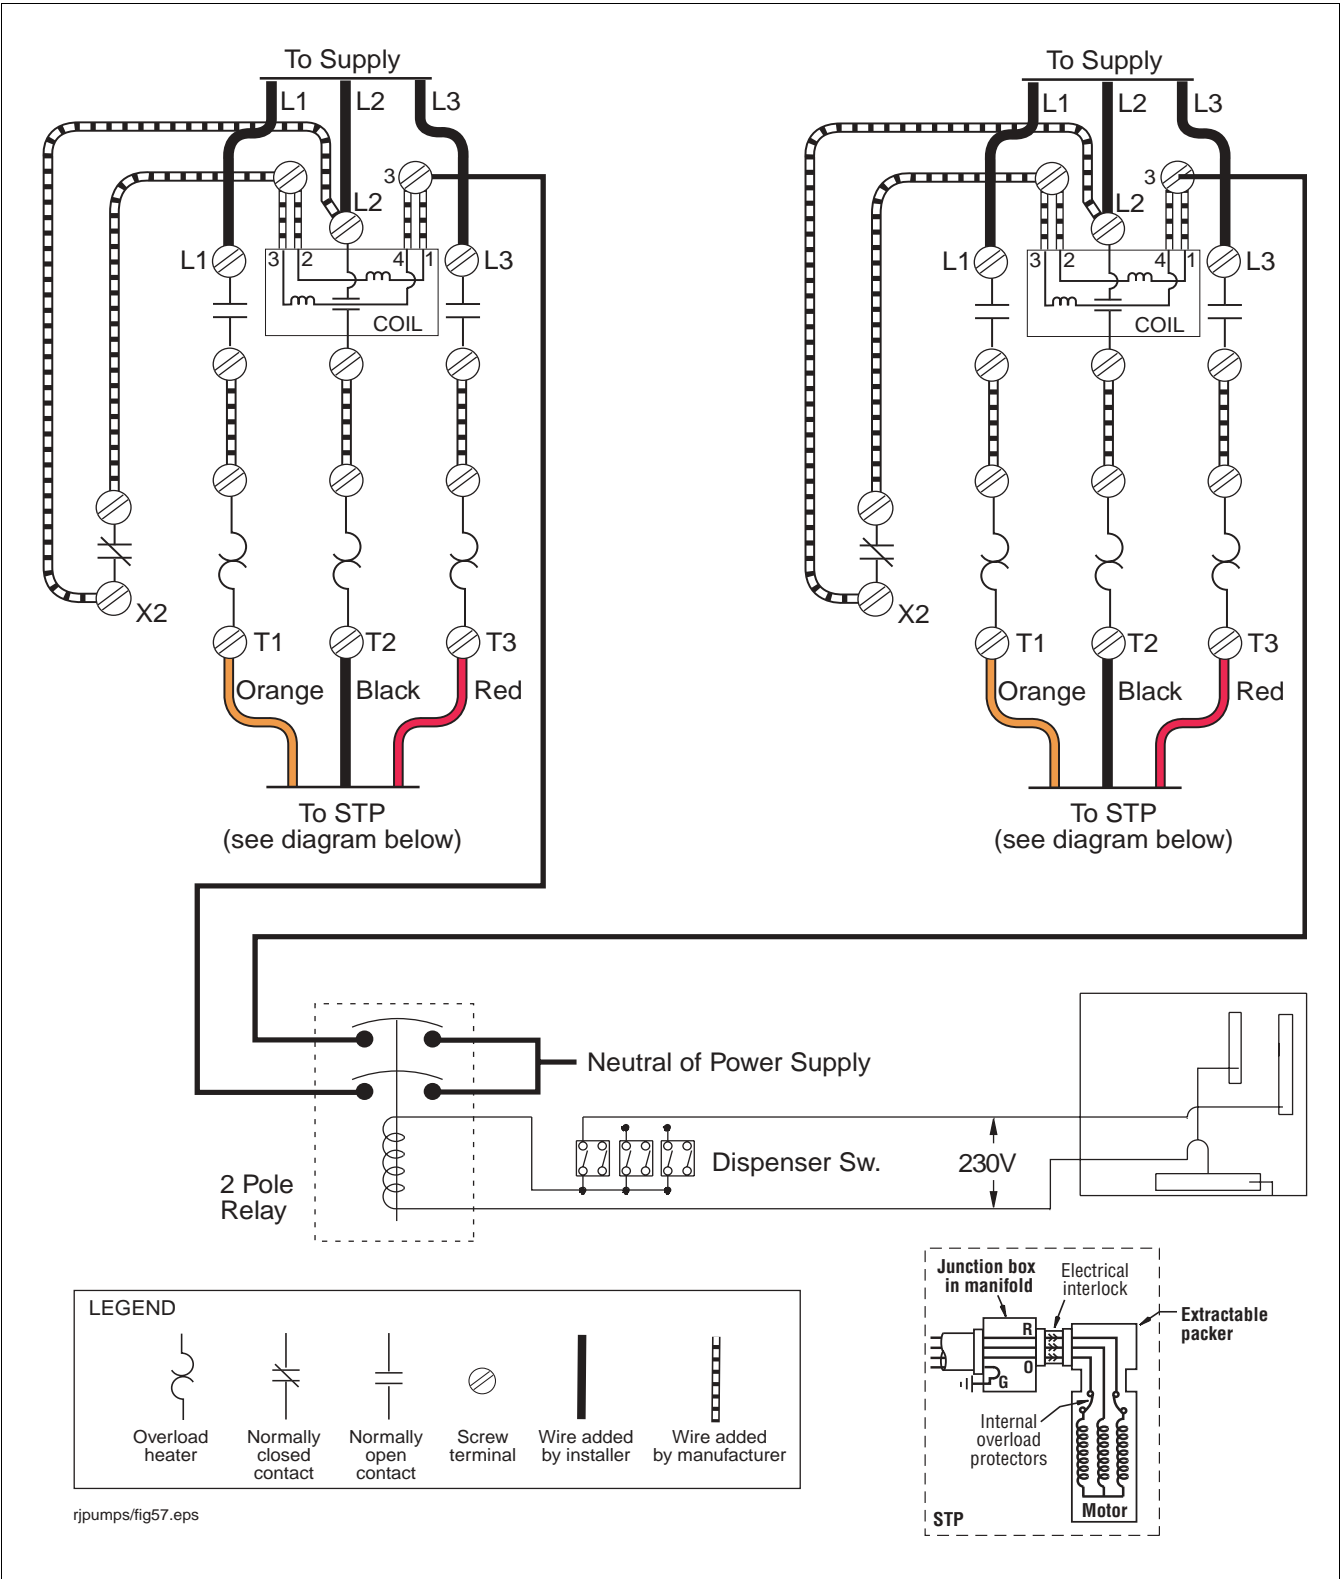 To Supply
L1 L2 L3
3
L2
L1
L3
3 2 4 1
COIL
X2
T1 T2 T3
Orange Black Red
To STP
(see diagram below)
To Supply
L1 L2 L3
3
L2
L1
L3
3 2 4 1
COIL
X2
T1 T2 T3
Orange Black Red
To STP
(see diagram below)
Neutral of Power Supply
Dispenser Sw.
230V
2 Pole
Relay
LEGEND
Overload
heater
Normally
closed
contact
Normally
open
contact
Screw
terminal
Wire added
by installer
Wire added
by manufacturer
rjpumps/fig57.eps
Junction box
in manifold
Electrical
interlock
Extractable
packer
R
O
G
Internal
overload
protectors
Motor
STP